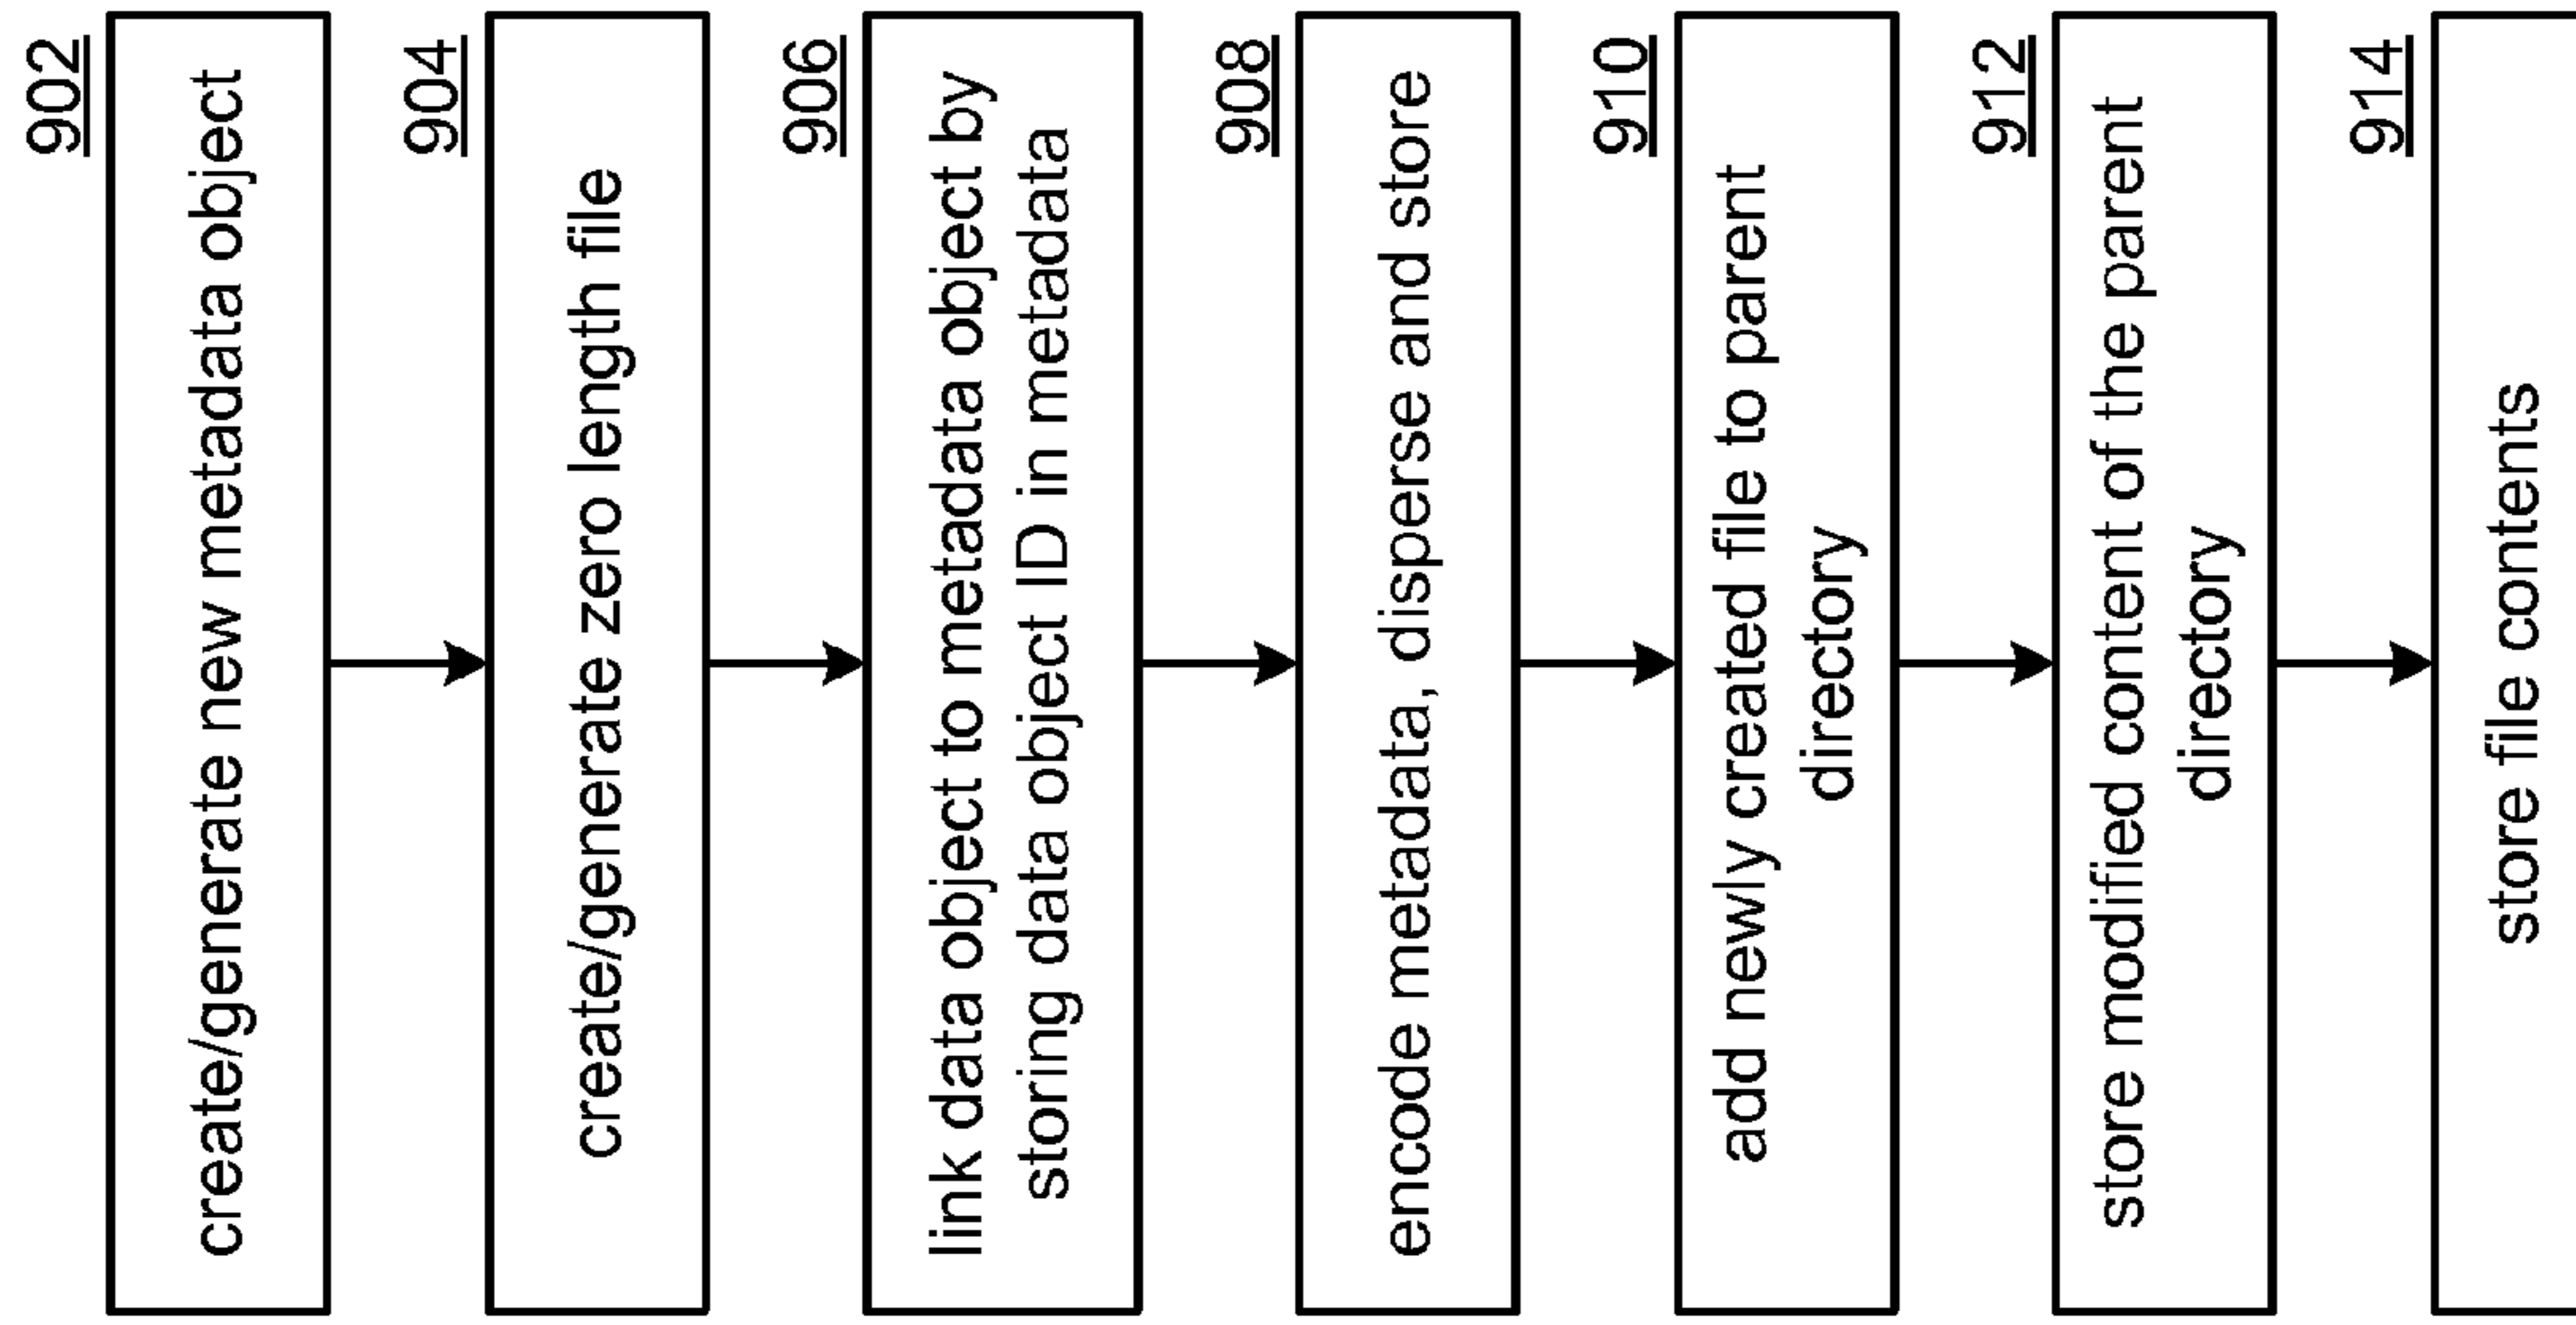 902
create/generate new metadata object
904
create/generate zero length file
906
link data object to metadata object by
storing data object ID in metadata
908
encode metadata, disperse and store
910
add newly created file to parent
directory
912
store modified content of the parent
directory
914
store file contents